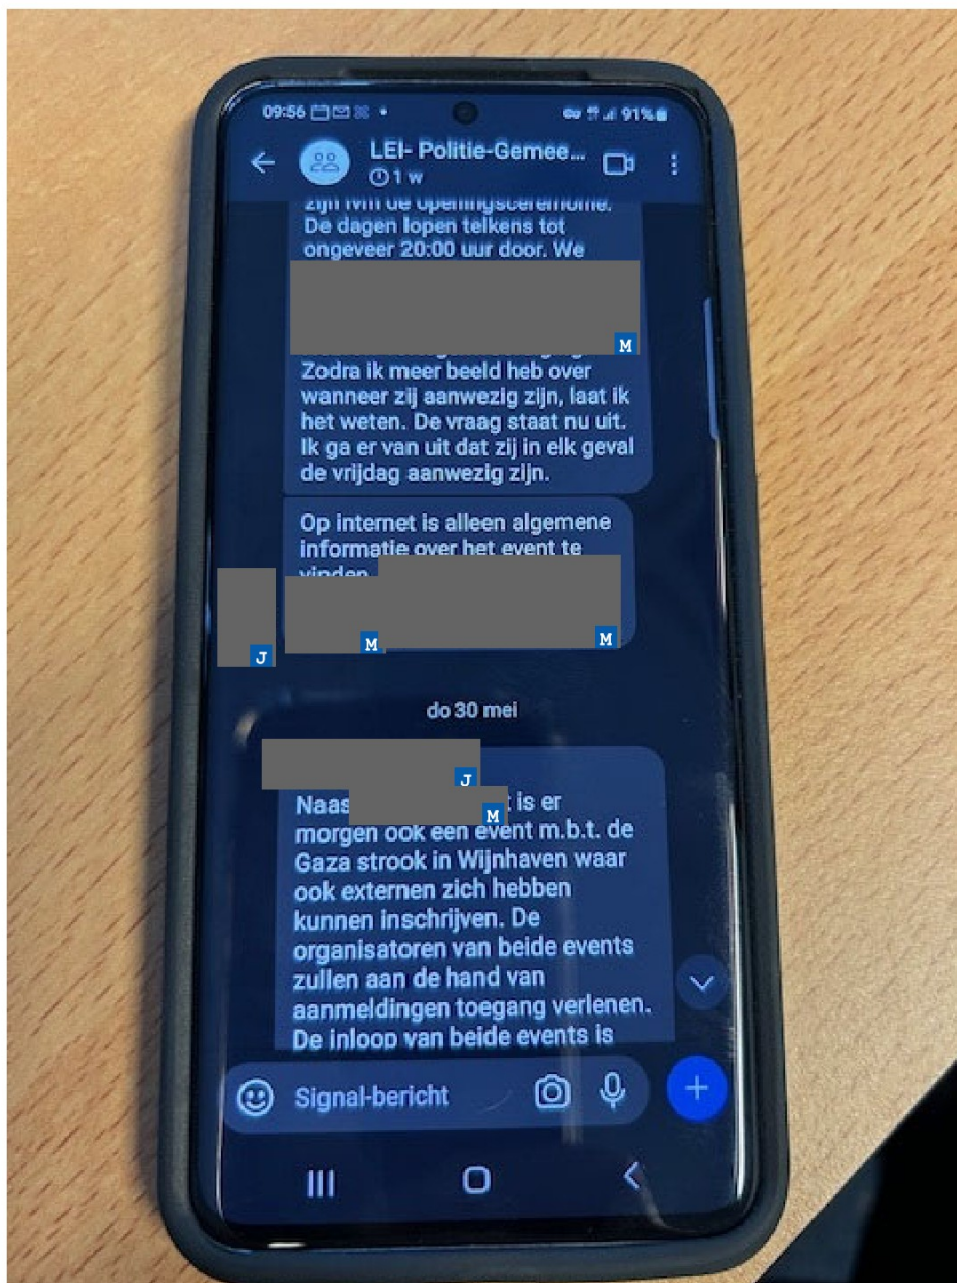 09:56
91%
LEI- Politie-Gemee...
1 w
zijn ivm de openingsceremonie.
De dagen lopen telkens tot
ongeveer 20:00 uur door. We
M
Zodra ik meer beeld heb over
wanneer zij aanwezig zijn, laat ik
het weten. De vraag staat nu uit.
Ik ga er van uit dat zij in elk geval
de vrijdag aanwezig zijn.
Op internet is alleen algemene
informatie over het event te
vinden
M
M
J
do 30 mei
J
Naas t is er
M
morgen ook een event m.b.t. de
Gaza strook in Wijnhaven waar
ook externen zich hebben
kunnen inschrijven. De
organisatoren van beide events
zullen aan de hand van
aanmeldingen toegang verlenen.
De inloop van beide events is
Signal-bericht